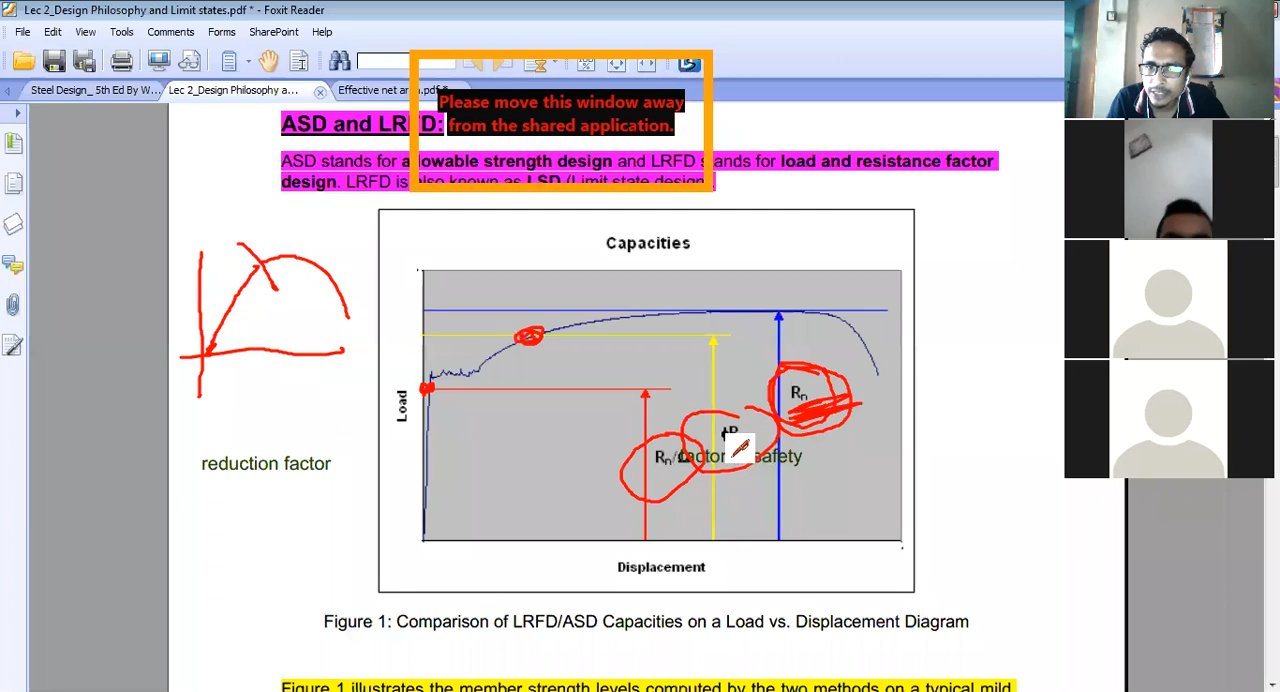 Lec 2_Design Philosophy and Limit states.pdf * - Foxit Reader
File Edit View Tools Comments Forms SharePoint Help
Steel Design_ 5th Ed By W... Lec 2_Design Philosophy a... Effective net area.pdf *
Please move this window away
from the shared application.
ASD and LRFD:
ASD stands for allowable strength design and LRFD stands for load and resistance factor
design. LRFD is also known as LSD (Limit state design)
Capacities
Load
Rn
Rn/Ω
factor safety
reduction factor
Displacement
Figure 1: Comparison of LRFD/ASD Capacities on a Load vs. Displacement Diagram
Figure 1 illustrates the member strength levels computed by the two methods on a typical mild